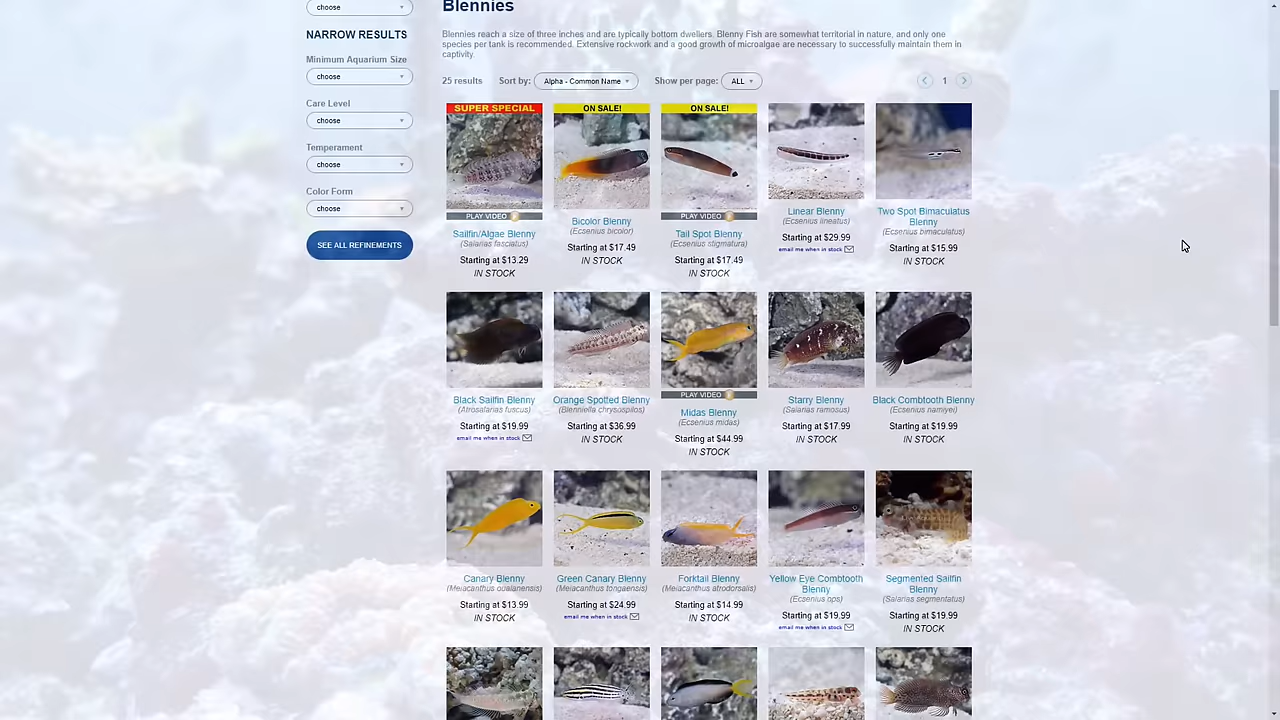 choose
Blennies
NARROW RESULTS
Blennies reach a size of three inches and are typically bottom dwellers. Blenny Fish are somewhat territorial in nature, and only one
species per tank is recommended. Extensive rockwork and a good growth of microalgae are necessary to successfully maintain them in
captivity.
Minimum Aquarium Size
choose
25 results Sort by: Alpha - Common Name Show per page: ALL 1
Care Level
choose
Temperament
choose
Color Form
choose
SEE ALL REFINEMENTS
SUPER SPECIAL
PLAY VIDEO
Sailfin/Algae Blenny
(Salarias fasciatus)
Starting at $13.29
IN STOCK
ON SALE!
Bicolor Blenny
(Ecsenius bicolor)
Starting at $17.49
IN STOCK
ON SALE!
PLAY VIDEO
Tail Spot Blenny
(Ecsenius stigmatura)
Starting at $17.49
IN STOCK
Linear Blenny
(Ecsenius lineatus)
Starting at $29.99
email me when in stock
Two Spot Bimaculatus
Blenny
(Ecsenius bimaculatus)
Starting at $15.99
IN STOCK
Black Sailfin Blenny
(Atrosalarias fuscus)
Starting at $19.99
email me when in stock
Orange Spotted Blenny
(Blenniella chrysospilos)
Starting at $36.99
IN STOCK
PLAY VIDEO
Midas Blenny
(Ecsenius midas)
Starting at $44.99
IN STOCK
Starry Blenny
(Salarias ramosus)
Starting at $17.99
IN STOCK
Black Combtooth Blenny
(Ecsenius namiyei)
Starting at $19.99
IN STOCK
Canary Blenny
(Meiacanthus oualanensis)
Starting at $13.99
IN STOCK
Green Canary Blenny
(Meiacanthus tongaensis)
Starting at $24.99
email me when in stock
Forktail Blenny
(Meiacanthus atrodorsalis)
Starting at $14.99
IN STOCK
Yellow Eye Combtooth
Blenny
(Ecsenius ops)
Starting at $19.99
email me when in stock
Segmented Sailfin
Blenny
(Salarias segmentatus)
Starting at $19.99
IN STOCK